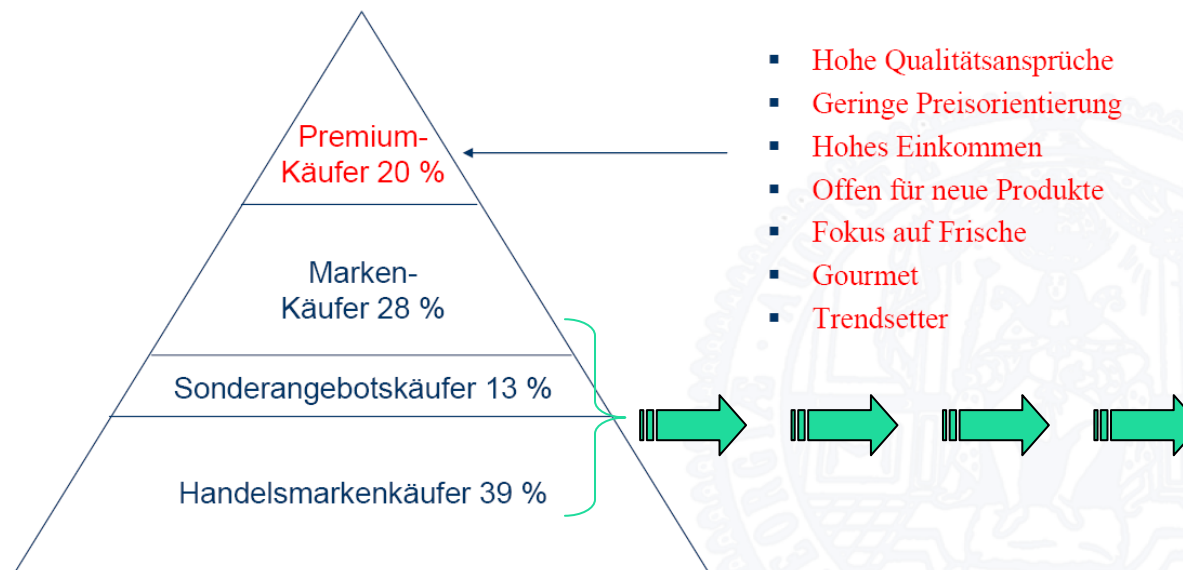 Premium-
Käufer 20 %
Marken-
Käufer 28 %
Sonderangebotskäufer 13 %
Handelsmarkenkäufer 39 %
▪ Hohe Qualitätsansprüche
▪ Geringe Preisorientierung
▪ Hohes Einkommen
▪ Offen für neue Produkte
▪ Fokus auf Frische
▪ Gourmet
▪ Trendsetter